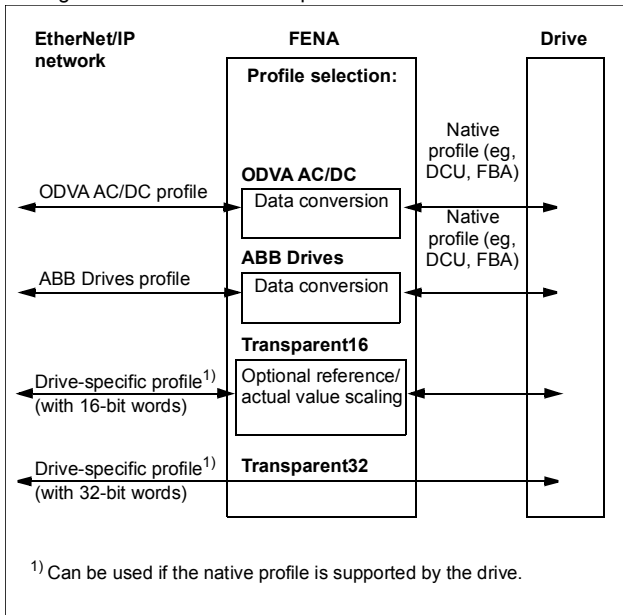 EtherNet/IP network
FENA
Drive
Profile selection:
Native profile (eg, DCU, FBA)
ODVA AC/DC
ODVA AC/DC profile
Data conversion
Native profile (eg, DCU, FBA)
ABB Drives
ABB Drives profile
Data conversion
Transparent16
Drive-specific profile1)
(with 16-bit words)
Optional reference/
actual value scaling
Drive-specific profile1)
(with 32-bit words)
Transparent32
1) Can be used if the native profile is supported by the drive.